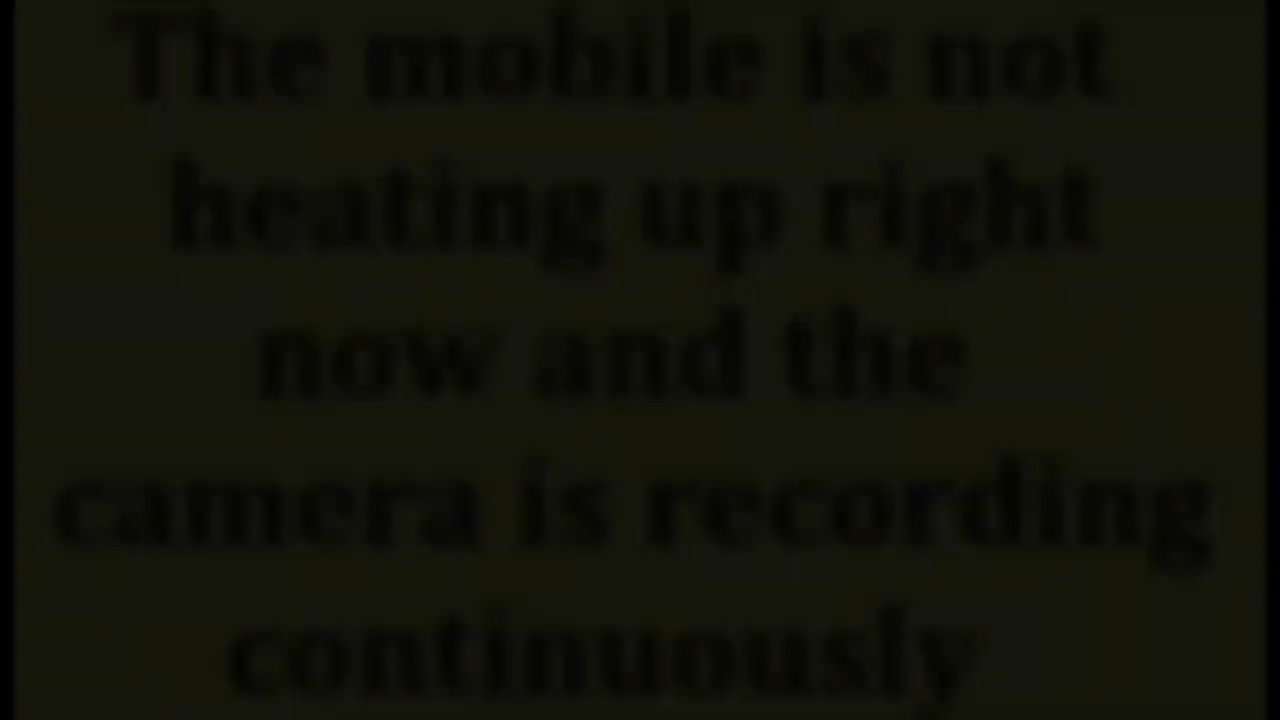 The mobile is not
heating up right
now and the
camera is recording
continuously